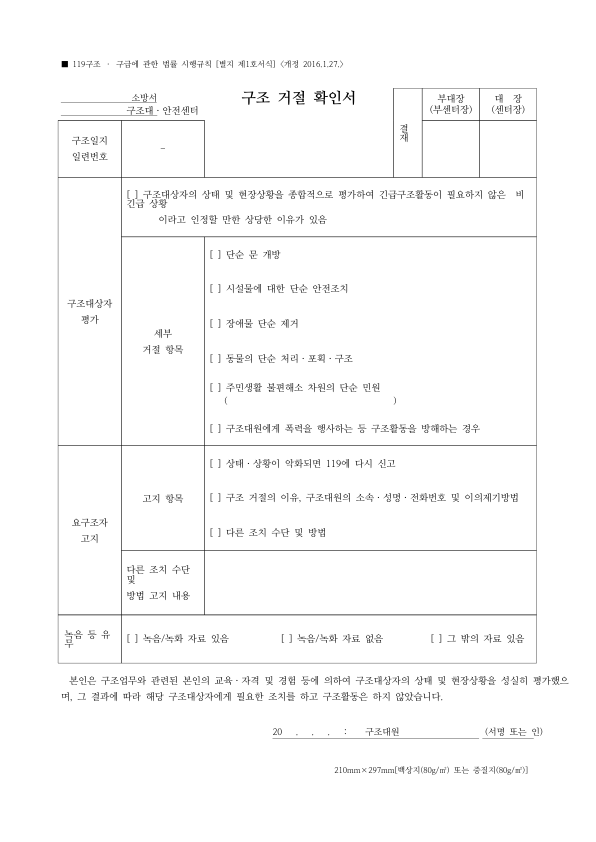 ■ 119구조 · 구급에 관한 법률 시행규칙 [별지 제1호서식] <개정 2016.1.27.>
소방서
구조대·안전센터
구조 거절 확인서
결재
부대장
(부센터장)
대 장
(센터장)
구조일지
일련번호
–
구조대상자
평가
[ ] 구조대상자의 상태 및 현장상황을 종합적으로 평가하여 긴급구조활동이 필요하지 않은 비
긴급 상황
이라고 인정할 만한 상당한 이유가 있음
세부
거절 항목
[ ] 단순 문 개방
[ ] 시설물에 대한 단순 안전조치
[ ] 장애물 단순 제거
[ ] 동물의 단순 처리·포획·구조
[ ] 주민생활 불편해소 차원의 단순 민원
( )
[ ] 구조대원에게 폭력을 행사하는 등 구조활동을 방해하는 경우
요구조자
고지
고지 항목
[ ] 상태·상황이 악화되면 119에 다시 신고
[ ] 구조 거절의 이유, 구조대원의 소속·성명·전화번호 및 이의제기방법
[ ] 다른 조치 수단 및 방법
다른 조치 수단
및
방법 고지 내용
녹음 등 유
무
[ ] 녹음/녹화 자료 있음 [ ] 녹음/녹화 자료 없음 [ ] 그 밖의 자료 있음
본인은 구조업무와 관련된 본인의 교육·자격 및 경험 등에 의하여 구조대상자의 상태 및 현장상황을 성실히 평가했으
며, 그 결과에 따라 해당 구조대상자에게 필요한 조치를 하고 구조활동은 하지 않았습니다.
20 . . . : 구조대원 (서명 또는 인)
210mm×297mm[백상지(80g/㎡) 또는 중질지(80g/㎡)]